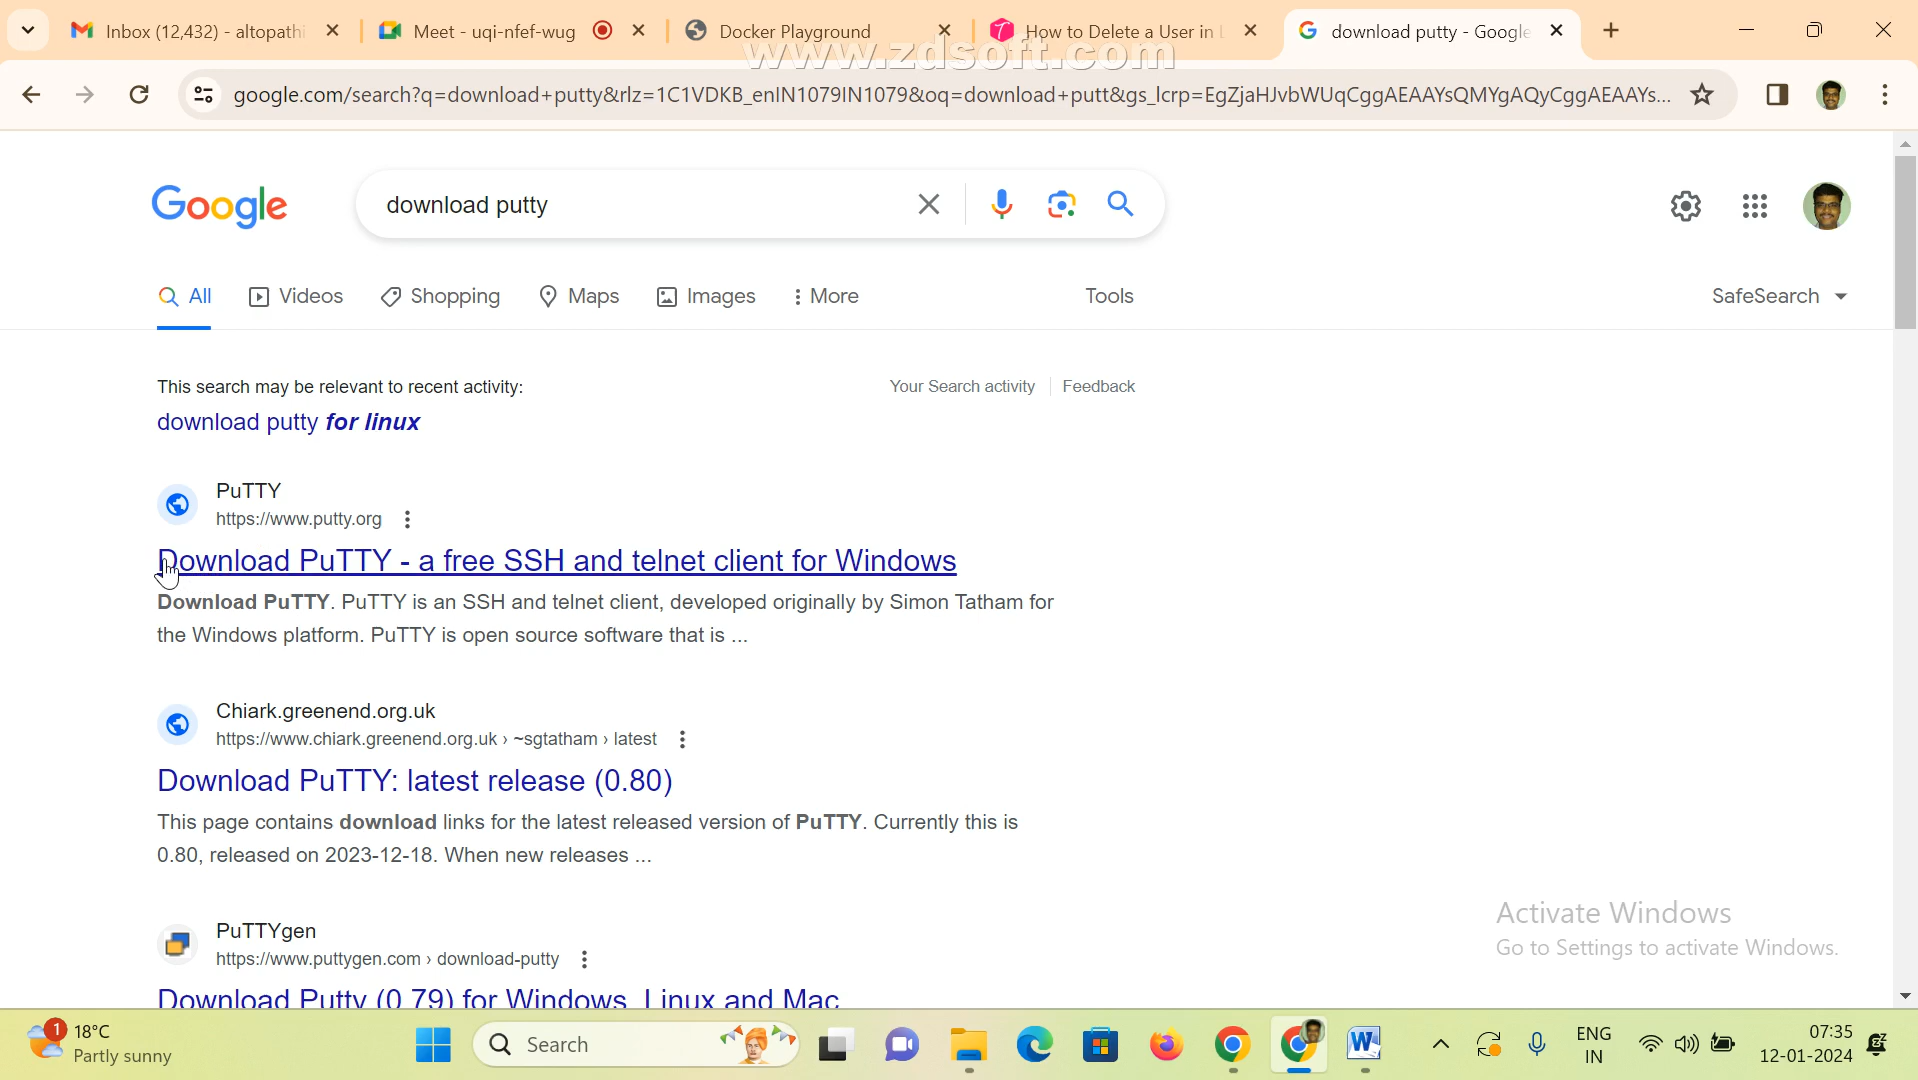 Inbox (12,432) - altopathi
Meet - uqi-nfef-wug
Docker Playground
How to Delete a User in L
download putty - Google
www.zdsoft.com
google.com/search?q=download+putty&rlz=1C1VDKB_enIN1079IN1079&oq=download+putt&gs_lcrp=EgZjaHJvbWUqCggAEAAYsQMYgAQyCggAEAAYs...
Google
download putty
All
Videos
Shopping
Maps
Images
More
Tools
SafeSearch
This search may be relevant to recent activity:
Your Search activity
Feedback
download putty for linux
PuTTY
https://www.putty.org
Download PuTTY - a free SSH and telnet client for Windows
Download PuTTY. PuTTY is an SSH and telnet client, developed originally by Simon Tatham for
the Windows platform. PuTTY is open source software that is ...
Chiark.greenend.org.uk
https://www.chiark.greenend.org.uk › ~sgtatham › latest
Download PuTTY: latest release (0.80)
This page contains download links for the latest released version of PuTTY. Currently this is
0.80, released on 2023-12-18. When new releases ...
PuTTYgen
https://www.puttygen.com › download-putty
Download Putty (0.79) for Windows, Linux and Mac
Activate Windows
Go to Settings to activate Windows.
1
18°C
Partly sunny
Search
ENG
IN
07:35
12-01-2024